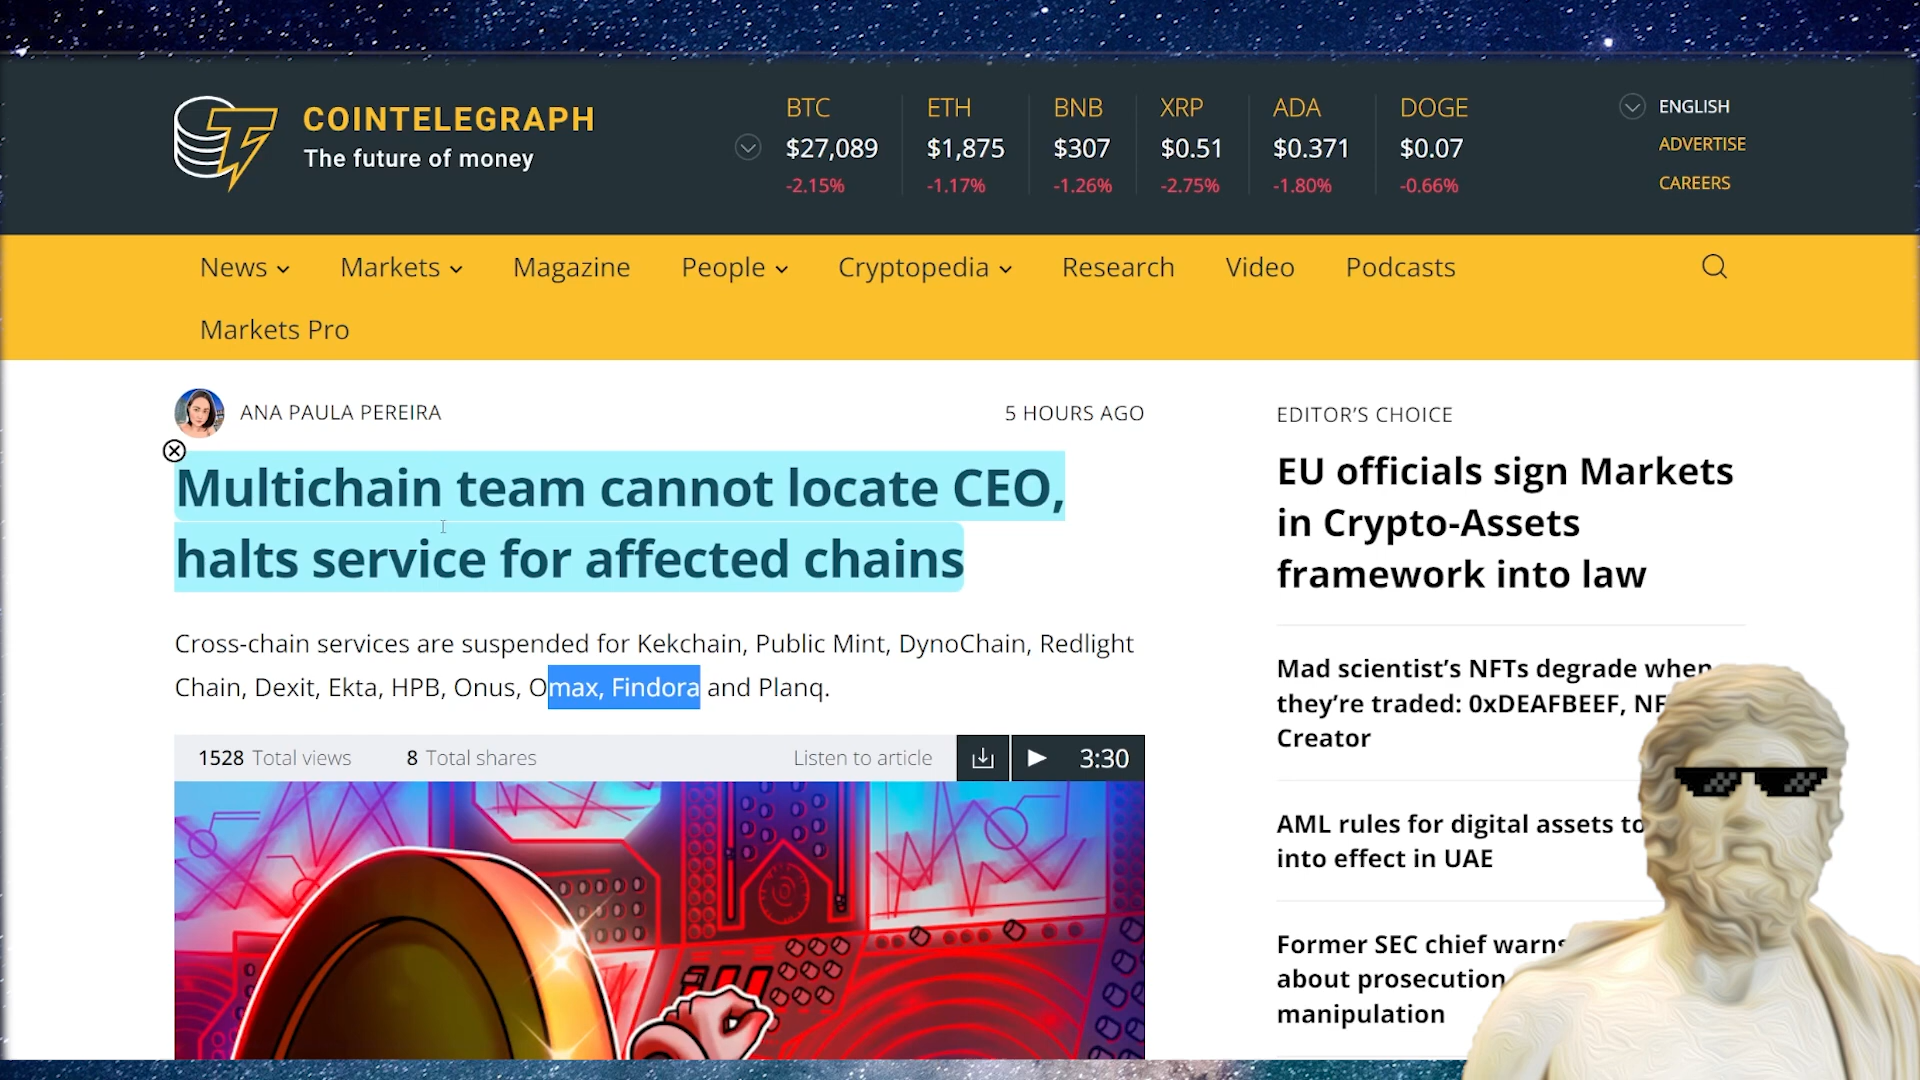 COINTELEGRAPH
The future of money
BTC
$27,089
-2.15%
ETH
$1,875
-1.17%
BNB
$307
-1.26%
XRP
$0.51
-2.75%
ADA
$0.371
-1.80%
DOGE
$0.07
-0.66%
ENGLISH
ADVERTISE
CAREERS
News
Markets
Magazine
People
Cryptopedia
Research
Video
Podcasts
Markets Pro
ANA PAULA PEREIRA
5 HOURS AGO
Multichain team cannot locate CEO,
halts service for affected chains
Cross-chain services are suspended for Kekchain, Public Mint, DynoChain, Redlight
Chain, Dexit, Ekta, HPB, Onus, Omax, Findora and Planq.
1528 Total views
8 Total shares
Listen to article
3:30
EDITOR'S CHOICE
EU officials sign Markets
in Crypto-Assets
framework into law
Mad scientist's NFTs degrade when
they're traded: 0xDEAFBEEF, NF
Creator
AML rules for digital assets to
into effect in UAE
Former SEC chief warns
about prosecution
manipulation